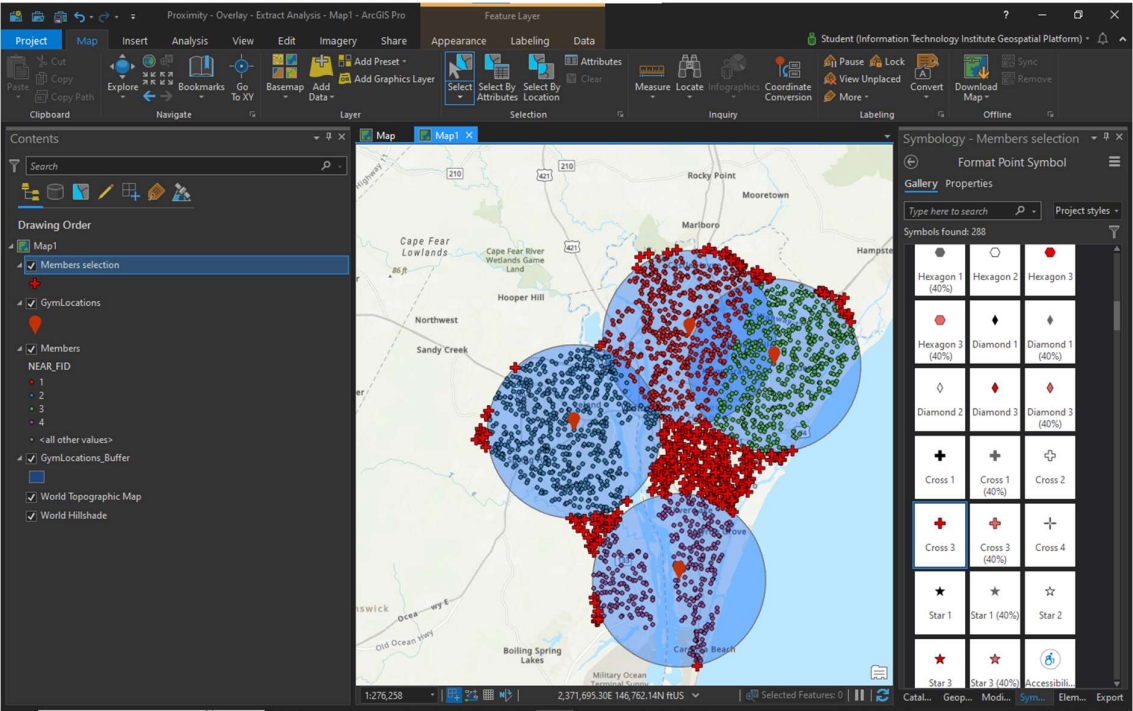 Proximity - Overlay - Extract Analysis - Map1 - ArcGIS Pro
Feature Layer
?
Project Map Insert Analysis View Edit Imagery Share Appearance Labeling Data
Student (Information Technology Institute Geospatial Platform)
Paste
Cut
Copy
Copy Path
Clipboard
Explore
Bookmarks
Go To XY
Navigate
Basemap
Add Data
Add Preset
Add Graphics Layer
Layer
Select
Select By Attributes
Select By Location
Attributes
Clear
Selection
Measure
Locate
Infographics
Coordinate Conversion
Inquiry
Pause
Lock
View Unplaced
More
Convert
Labeling
Download Map
Sync
Remove
Offline
Contents
Search
Drawing Order
Map1
Members selection
GymLocations
Members
NEAR_FID
1
2
3
4
<all other values>
GymLocations_Buffer
World Topographic Map
World Hillshade
Map
Map1
Highway 11
210
421
210
Rocky Point
Mooretown
Marlboro
Cape Fear Lowlands
86 ft
Cape Fear River Wetlands Game Land
421
Hampste
Hooper Hill
Northwest
Sandy Creek
Grove
Carolina Beach
nswick
Ocea
wy E
Old Ocean Hwy
Boiling Spring Lakes
Military Ocean
Terminal Sunny
1:276,258
2,371,695.30E 146,762.14N ftUS
Selected Features: 0
Symbology - Members selection
Format Point Symbol
Gallery Properties
Type here to search
Project styles
Symbols found: 288
Hexagon 1 (40%)
Hexagon 2
Hexagon 3
Hexagon 3 (40%)
Diamond 1
Diamond 1 (40%)
Diamond 2
Diamond 3
Diamond 3 (40%)
Cross 1
Cross 1 (40%)
Cross 2
Cross 3
Cross 3 (40%)
Cross 4
Star 1
Star 1 (40%)
Star 2
Star 3
Star 3 (40%)
Accessibili...
Catal... Geop... Modi... Sym... Elem... Export